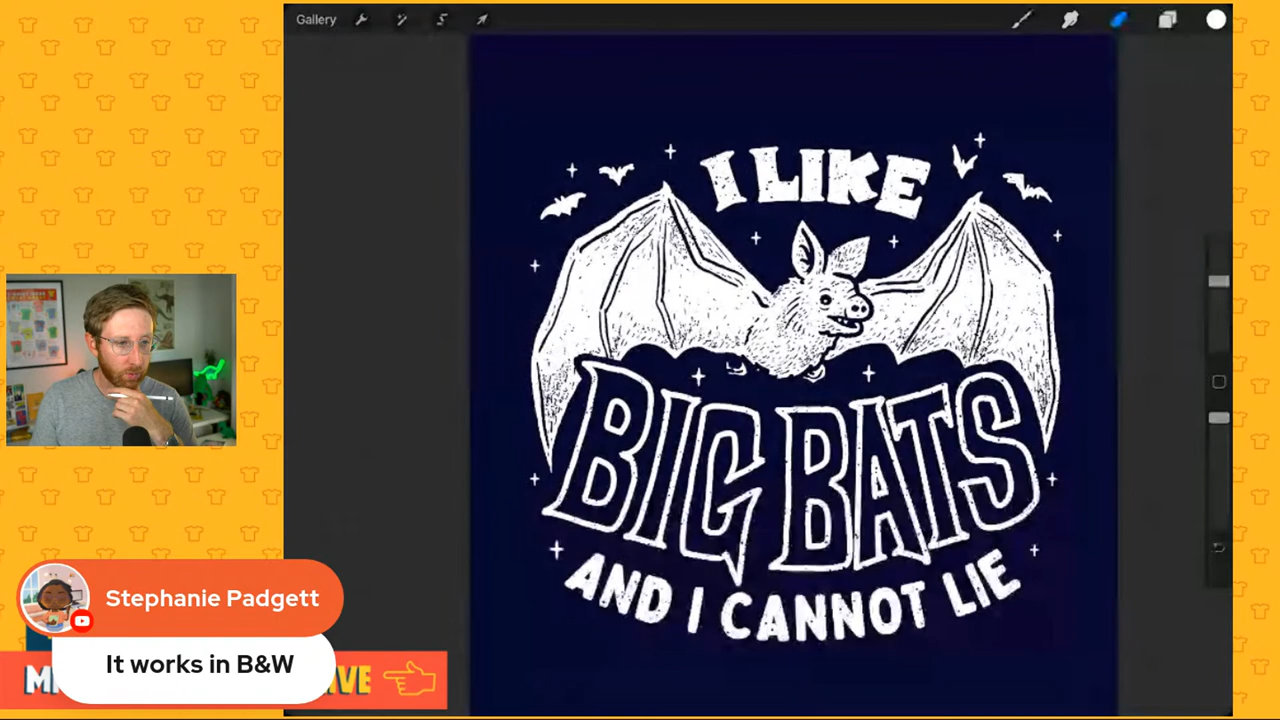 Gallery
I LIKE
BIG BATS
AND I CANNOT LIE
Stephanie Padgett
It works in B&W